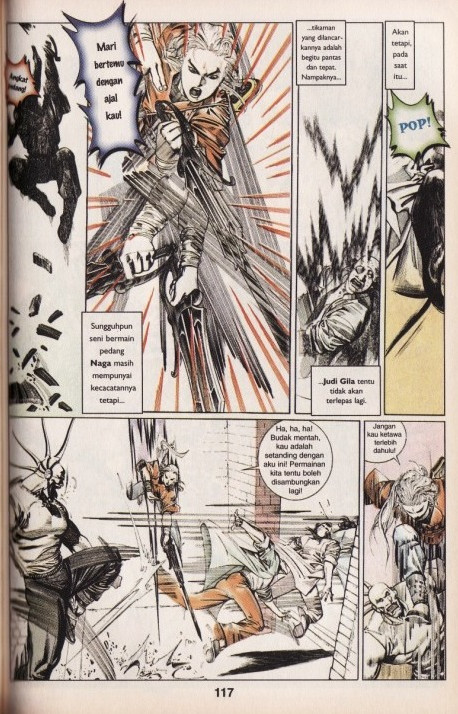 Angkat
pedang!
Mari
bertemu
dengan
ajal
kau!
Sungguhpun
seni bermain
pedang
Naga masih
mempunyai
kecacatannya
tetapi...
...tikaman
yang dilancar-
kannya adalah
begitu pantas
dan tepat.
Nampaknya...
...Judi Gila tentu
tidak akan
terlepas lagi.
Akan
tetapi,
pada
saat
itu...
POP!
Ha, ha, ha!
Budak mentah,
kau adalah
setanding dengan
aku ini! Permainan
kita tentu boleh
disambungkan
lagi!
Jangan
kau ketawa
terlebih
dahulu!
117